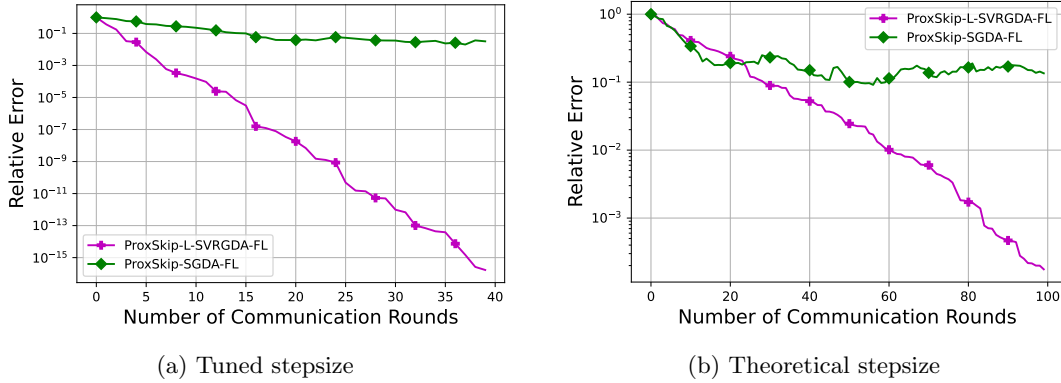 Relative Error
10^{-1}
10^{-3}
10^{-5}
10^{-7}
10^{-9}
10^{-11}
10^{-13}
10^{-15}
ProxSkip-L-SVRGDA-FL
ProxSkip-SGDA-FL
0 5 10 15 20 25 30 35 40
Number of Communication Rounds
(a) Tuned stepsize
Relative Error
10^{0}
10^{-1}
10^{-2}
10^{-3}
ProxSkip-L-SVRGDA-FL
ProxSkip-SGDA-FL
0 20 40 60 80 100
Number of Communication Rounds
(b) Theoretical stepsize